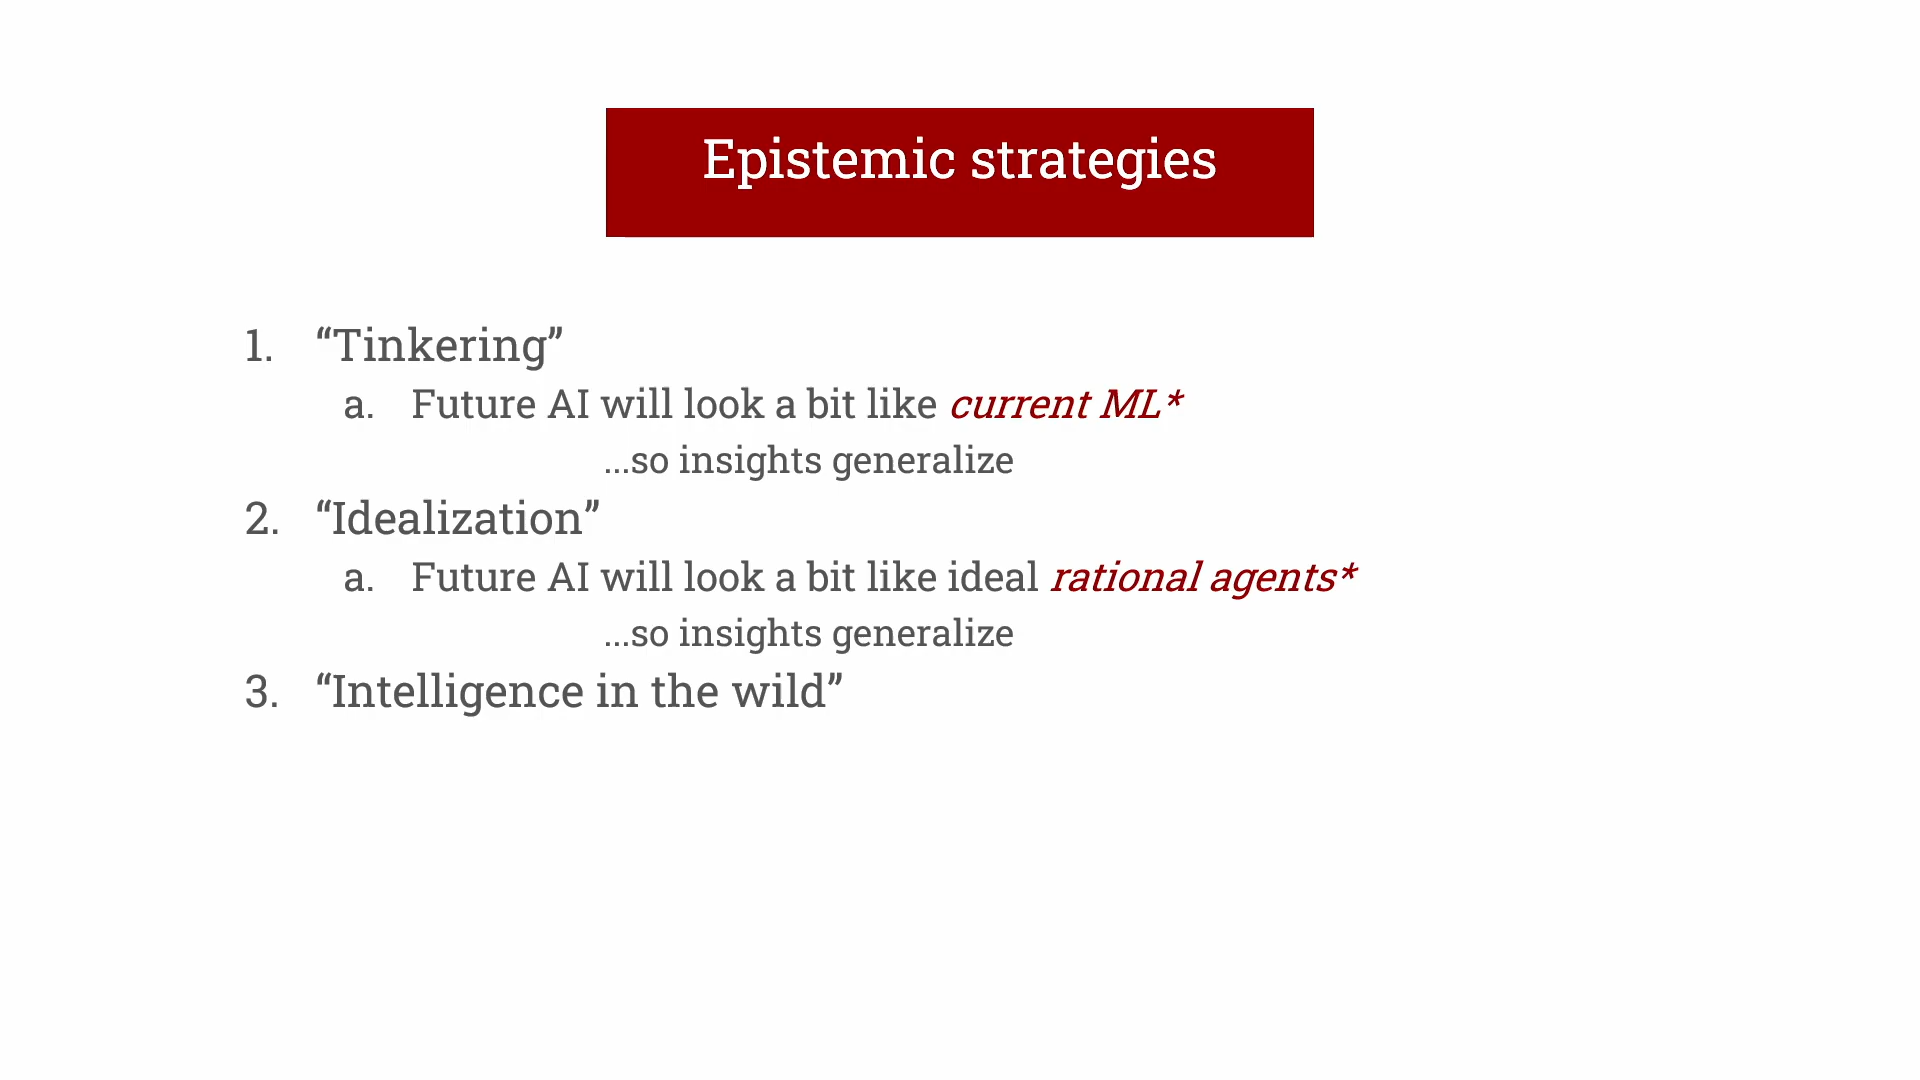 Epistemic strategies
1. “Tinkering”
a. Future AI will look a bit like current ML*
...so insights generalize
2. “Idealization”
a. Future AI will look a bit like ideal rational agents*
...so insights generalize
3. “Intelligence in the wild”